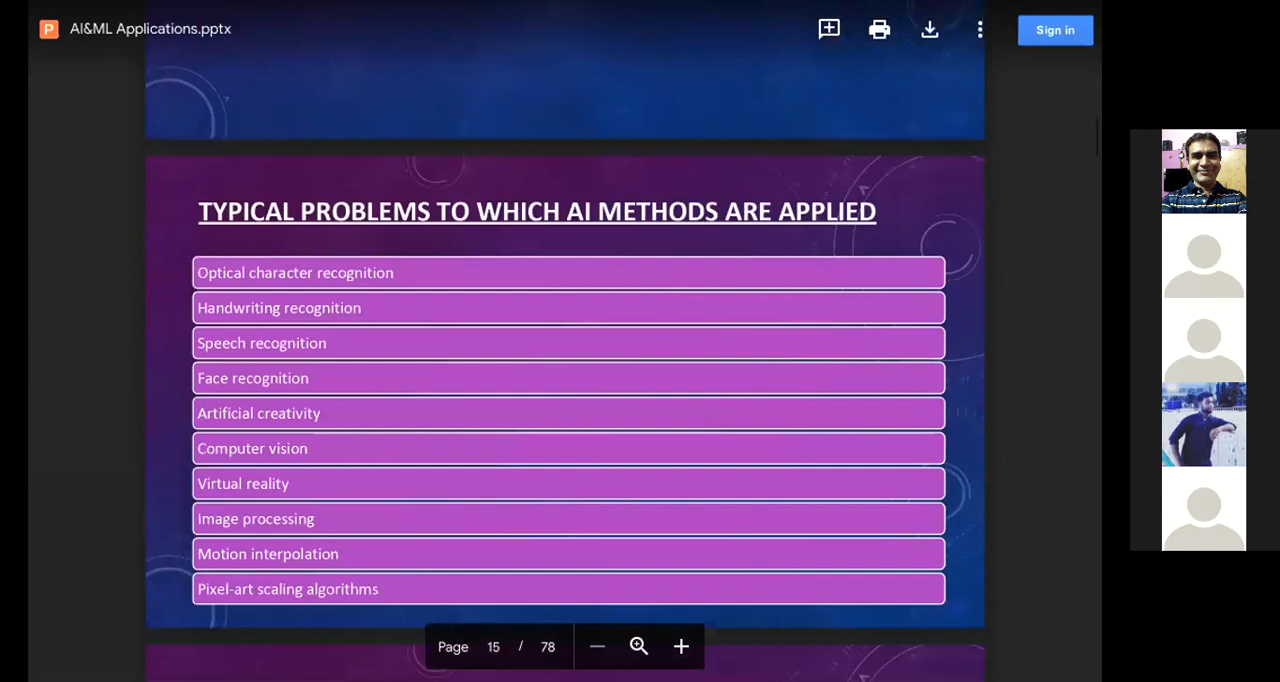 P
AI&ML Applications.pptx
Sign in
TYPICAL PROBLEMS TO WHICH AI METHODS ARE APPLIED
Optical character recognition
Handwriting recognition
Speech recognition
Face recognition
Artificial creativity
Computer vision
Virtual reality
Image processing
Motion interpolation
Pixel-art scaling algorithms
Page 15 / 78